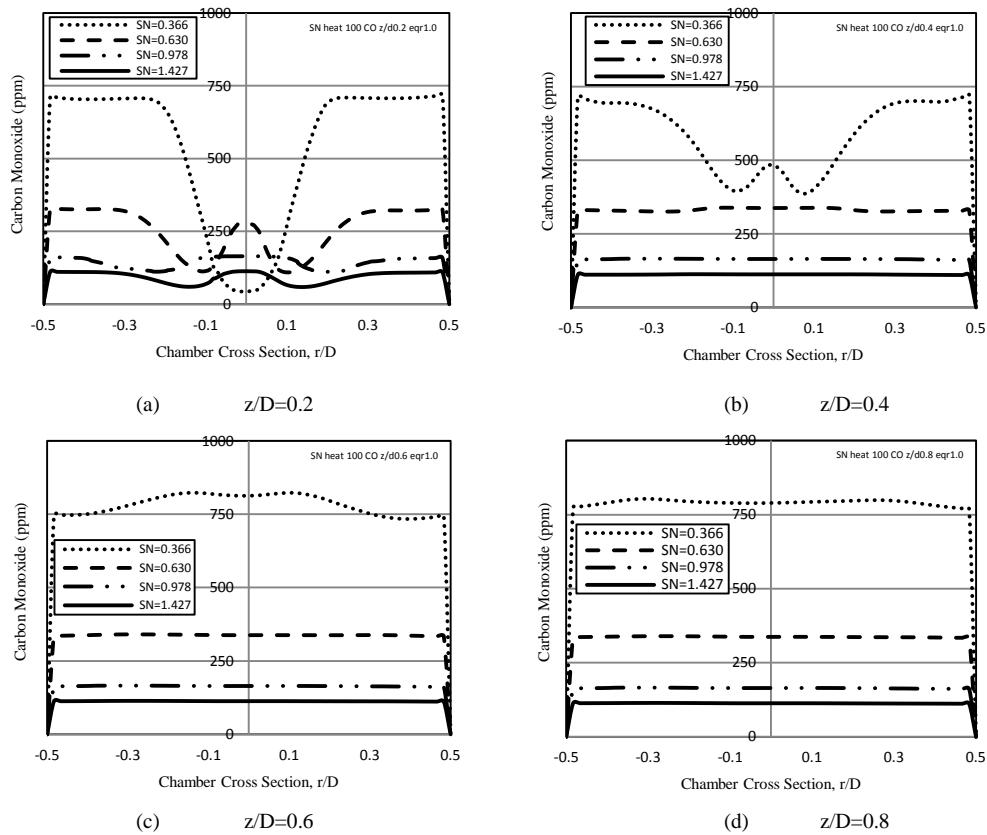 SN=0.366
SN=0.630
SN=0.978
SN=1.427
SN heat 100 CO z/d0.2 eqr1.0
1000
750
500
250
0
-0.5
-0.3
-0.1
0.1
0.3
0.5
Carbon Monoxide (ppm)
Chamber Cross Section, r/D
(a) z/D=0.2
SN=0.366
SN=0.630
SN=0.978
SN=1.427
SN heat 100 CO z/d0.4 eqr1.0
1000
750
500
250
0
-0.5
-0.3
-0.1
0.1
0.3
0.5
Carbon Monoxide (ppm)
Chamber Cross Section, r/D
(b) z/D=0.4
SN heat 100 CO z/d0.6 eqr1.0
SN=0.366
SN=0.630
SN=0.978
SN=1.427
1000
750
500
250
0
-0.5
-0.3
-0.1
0.1
0.3
0.5
Carbon Monoxide (ppm)
Chamber Cross Section, r/D
(c) z/D=0.6
SN heat 100 CO z/d0.8 eqr1.0
SN=0.366
SN=0.630
SN=0.978
SN=1.427
1000
750
500
250
0
-0.5
-0.3
-0.1
0.1
0.3
0.5
Carbon Monoxide (ppm)
Chamber Cross Section, r/D
(d) z/D=0.8